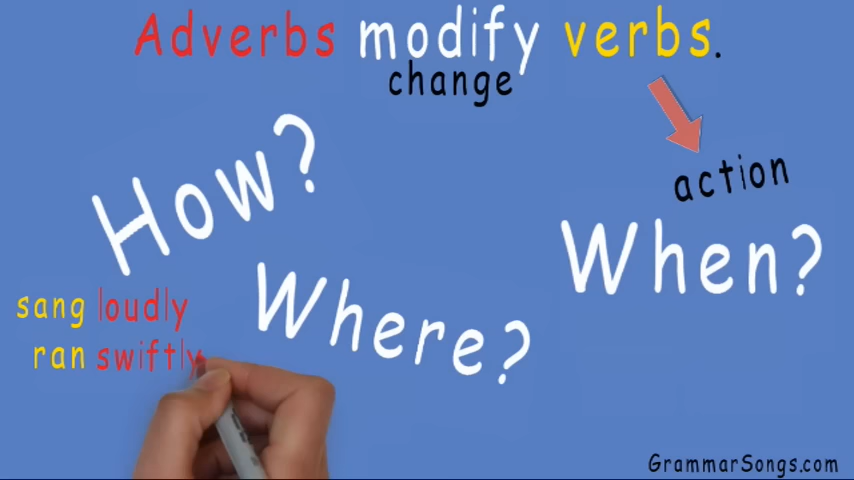 Adverbs modify verbs.
change
action
How?
When?
Where?
sang loudly
ran swiftly
GrammarSongs.com